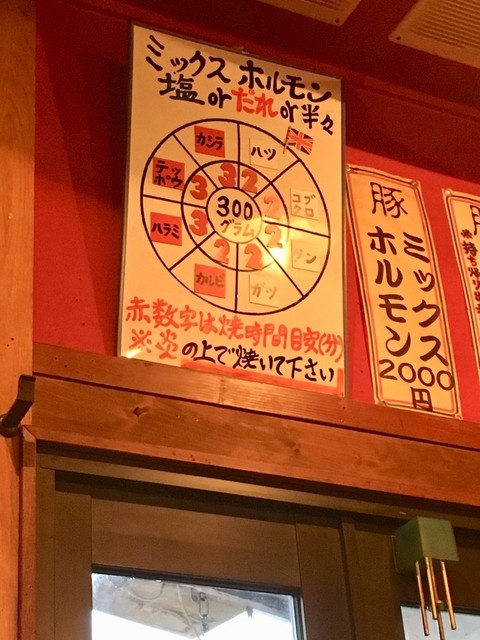 ミックス ホルモン
塩 or だれ or 半々
カシラ
3
ハツ
2
コブクロ
2
タン
2
ガツ
2
カルビ
2
ハラミ
3
テッポウ
3
300
グラム
赤数字は焼時間目安(分)
※炎の上で焼いて下さい
豚
ミックス
ホルモン
2000
円